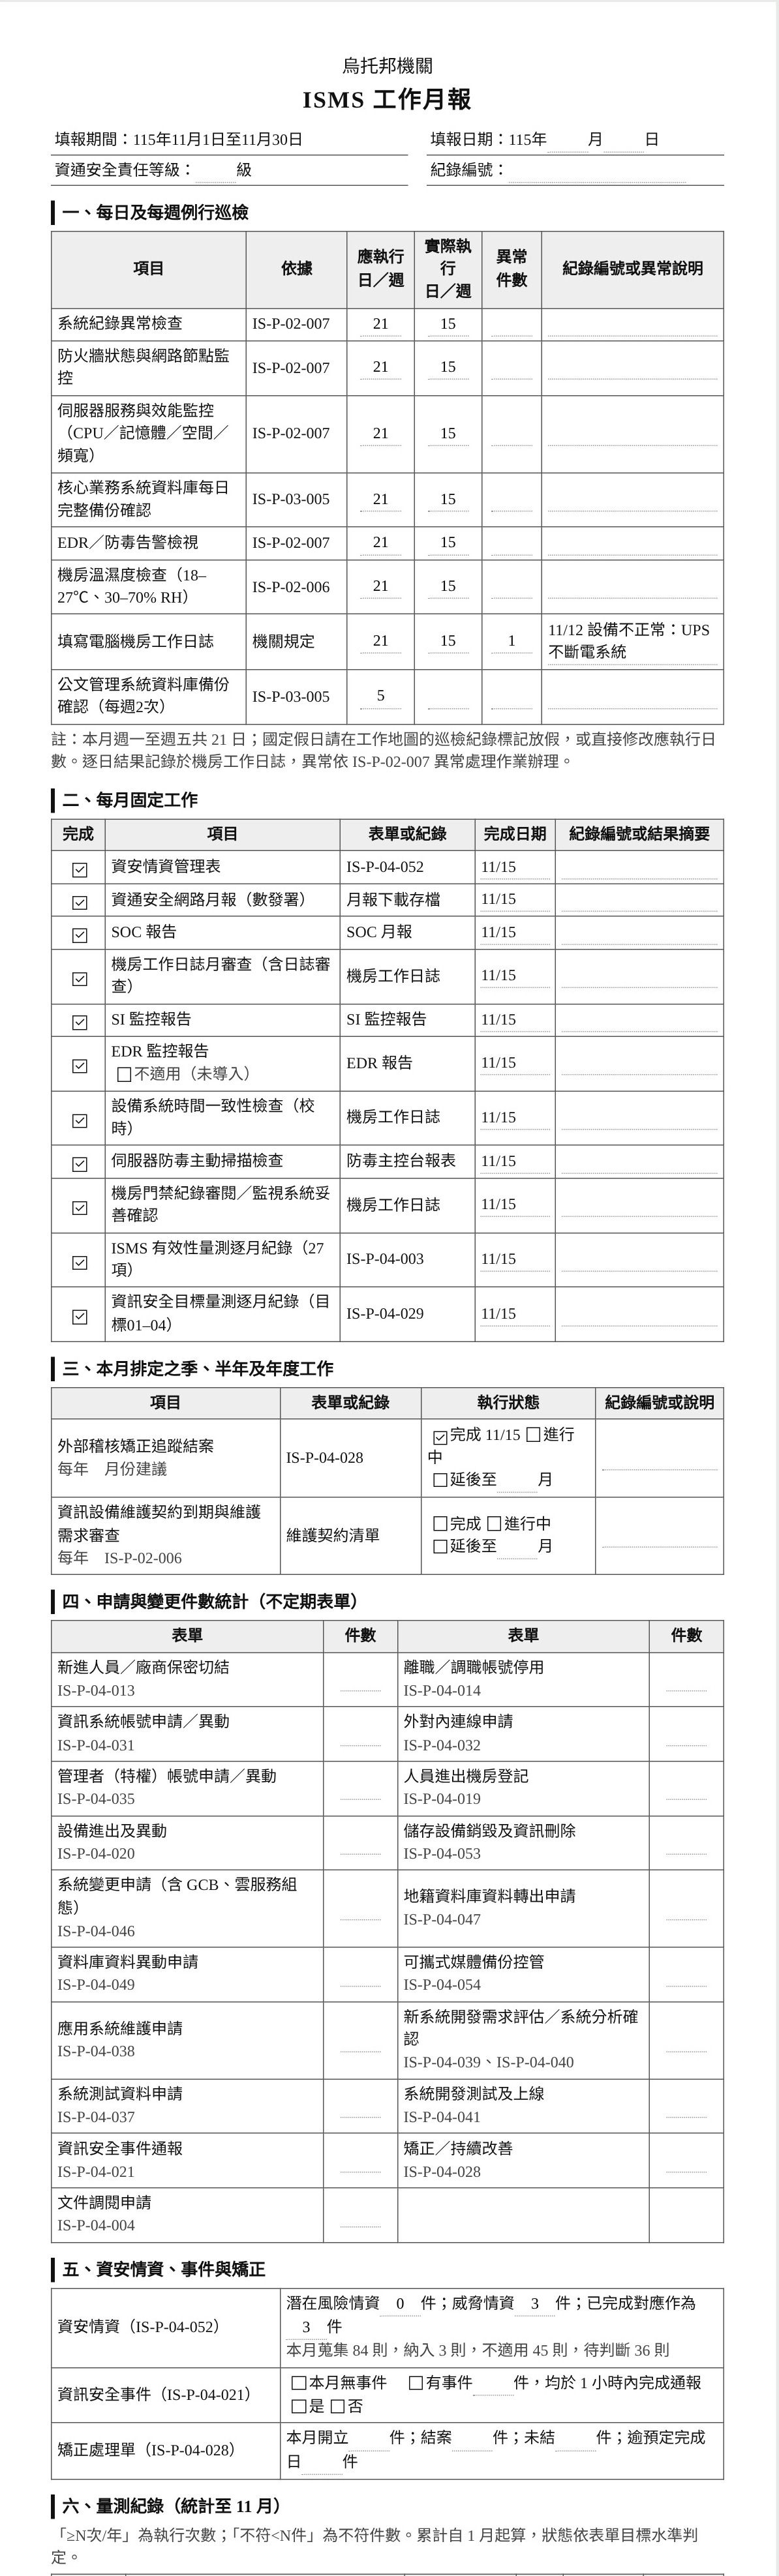 烏托邦機關
ISMS 工作月報
填報期間：115年11月1日至11月30日
填報日期：115年 月 日
資通安全責任等級： 級
紀錄編號：
一、每日及每週例行巡檢
項目 依據 應執行日／週 實際執行日／週 異常件數 紀錄編號或異常說明
系統紀錄異常檢查 IS-P-02-007 21 15
防火牆狀態與網路節點監
控 IS-P-02-007 21 15
伺服器服務與效能監控
（CPU／記憶體／空間／
頻寬） IS-P-02-007 21 15
核心業務系統資料庫每日
完整備份確認 IS-P-03-005 21 15
EDR／防毒告警檢視 IS-P-02-007 21 15
機房溫濕度檢查（18–
27℃、30–70% RH） IS-P-02-006 21 15
填寫電腦機房工作日誌 機關規定 21 15 1 11/12 設備不正常：UPS
不斷電系統
公文管理系統資料庫備份
確認（每週2次） IS-P-03-005 5
註：本月週一至週五共 21 日；國定假日請在工作地圖的巡檢紀錄標記放假，或直接修改應執行日
數。逐日結果記錄於機房工作日誌，異常依 IS-P-02-007 異常處理作業辦理。
二、每月固定工作
完成 項目 表單或紀錄 完成日期 紀錄編號或結果摘要
☑ 資安情資管理表 IS-P-04-052 11/15
☑ 資通安全網路月報（數發署） 月報下載存檔 11/15
☑ SOC 報告 SOC 月報 11/15
☑ 機房工作日誌月審查（含日誌審
查） 機房工作日誌 11/15
☑ SI 監控報告 SI 監控報告 11/15
☑ EDR 監控報告
☐不適用（未導入） EDR 報告 11/15
☑ 設備系統時間一致性檢查（校
時） 機房工作日誌 11/15
☑ 伺服器防毒主動掃描檢查 防毒主控台報表 11/15
☑ 機房門禁紀錄審閱／監視系統妥
善確認 機房工作日誌 11/15
☑ ISMS 有效性量測逐月紀錄（27
項） IS-P-04-003 11/15
☑ 資訊安全目標量測逐月紀錄（目
標01–04） IS-P-04-029 11/15
三、本月排定之季、半年及年度工作
項目 表單或紀錄 執行狀態 紀錄編號或說明
外部稽核矯正追蹤結案
每年 月份建議 IS-P-04-028 ☑完成 11/15 ☐進行
中
☐延後至 月
資訊設備維護契約到期與維護
需求審查
每年 IS-P-02-006 維護契約清單 ☐完成 ☐進行中
☐延後至 月
四、申請與變更件數統計（不定期表單）
表單 件數 表單 件數
新進人員／廠商保密切結 離職／調職帳號停用
IS-P-04-013 IS-P-04-014
資訊系統帳號申請／異動 外對內連線申請
IS-P-04-031 IS-P-04-032
管理者（特權）帳號申請／異動 人員進出機房登記
IS-P-04-035 IS-P-04-019
設備進出及異動 儲存設備銷毀及資訊刪除
IS-P-04-020 IS-P-04-053
系統變更申請（含 GCB、雲服務組
態）
IS-P-04-046
地籍資料庫資料轉出申請
IS-P-04-047
資料庫資料異動申請 可攜式媒體備份控管
IS-P-04-049 IS-P-04-054
應用系統維護申請
IS-P-04-038
新系統開發需求評估／系統分析確
認
IS-P-04-039、IS-P-04-040
系統測試資料申請 系統開發測試及上線
IS-P-04-037 IS-P-04-041
資訊安全事件通報 矯正／持續改善
IS-P-04-021 IS-P-04-028
文件調閱申請
IS-P-04-004
五、資安情資、事件與矯正
資安情資（IS-P-04-052） 潛在風險情資 0 件；威脅情資 3 件；已完成對應作為
3 件
本月蒐集 84 則，納入 3 則，不適用 45 則，待判斷 36 則
資訊安全事件（IS-P-04-021） ☐本月無事件 ☐有事件 件，均於 1 小時內完成通報
☐是 ☐否
矯正處理單（IS-P-04-028） 本月開立 件；結案 件；未結 件；逾預定完成
日 件
六、量測紀錄（統計至 11 月）
「≥N次/年」為執行次數；「不符<N件」為不符件數。累計自 1 月起算，狀態依表單目標水準判
定。